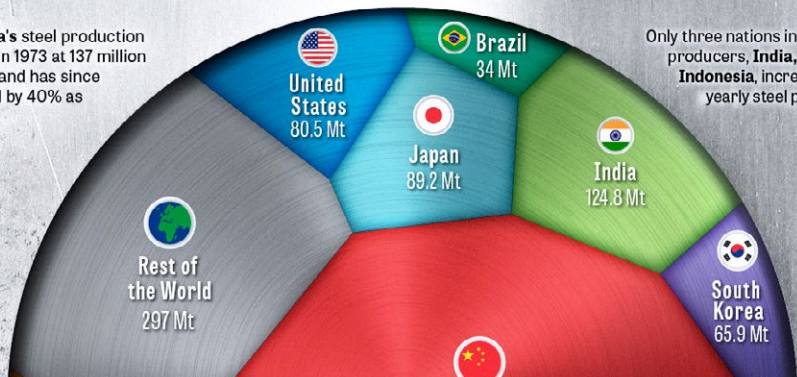 a's steel production
n 1973 at 137 million
and has since
by 40% as
United
States
80.5 Mt
Brazil
34 Mt
Only three nations in
producers, India,
Indonesia, incre
yearly steel p
Japan
89.2 Mt
India
124.8 Mt
Rest of
the World
297 Mt
South
Korea
65.9 Mt